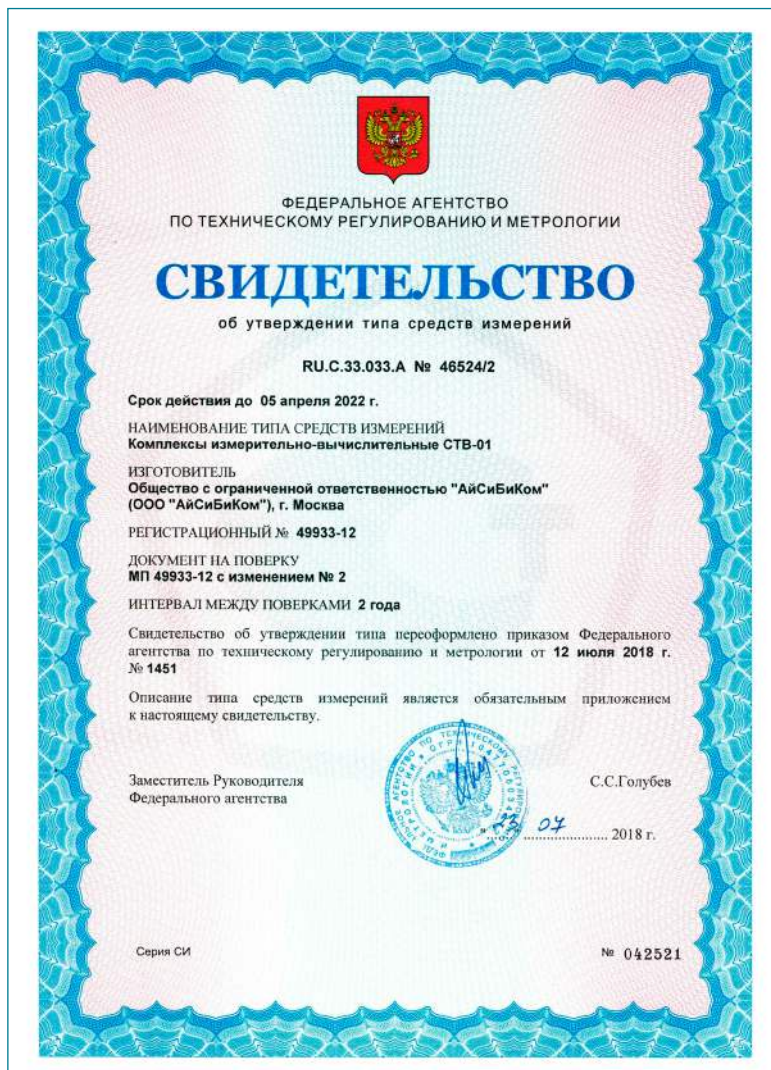 ФЕДЕРАЛЬНОЕ АГЕНТСТВО
ПО ТЕХНИЧЕСКОМУ РЕГУЛИРОВАНИЮ И МЕТРОЛОГИИ
СВИДЕТЕЛЬСТВО
об утверждении типа средств измерений
RU.C.33.033.A № 46524/2
Срок действия до 05 апреля 2022 г.
НАИМЕНОВАНИЕ ТИПА СРЕДСТВ ИЗМЕРЕНИЙ
Комплексы измерительно-вычислительные СТВ-01
ИЗГОТОВИТЕЛЬ
Общество с ограниченной ответственностью "АйСиБиКом"
(ООО "АйСиБиКом"), г. Москва
РЕГИСТРАЦИОННЫЙ № 49933-12
ДОКУМЕНТ НА ПОВЕРКУ
МП 49933-12 с изменением № 2
ИНТЕРВАЛ МЕЖДУ ПОВЕРКАМИ 2 года
Свидетельство об утверждении типа переоформлено приказом Федерального
агентства по техническому регулированию и метрологии от 12 июля 2018 г.
№ 1451
Описание типа средств измерений является обязательным приложением
к настоящему свидетельству.
Заместитель Руководителя
Федерального агентства
С.С.Голубев
"23" 07 2018 г.
Серия СИ
№ 042521